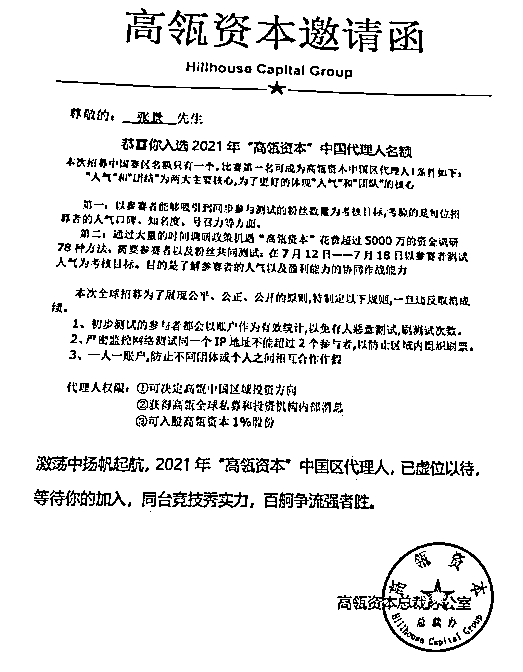 高瓴资本邀请函
Hillhouse Capital Group
尊敬的： 张贵 先生
恭喜你入选 2021 年“高瓴资本”中国代理人名额
本次招募中国赛区名额只有一个，比赛第一名可成为高瓴资本中国区代理人！条件如下：
“人气”和“团结”为两大主要核心，为了更好的体现“人气”和“团队”的核心
第一：以参赛者能够吸引到同步参与测试的粉丝数量为考核目标，考验的是每位招
募者的人气口碑、知名度、号召力等方面。
第二：通过大量的时间调研政策机遇“高瓴资本”花费超过 5000 万的资金调研
78 种方法，需要参赛者以及粉丝共同测试，在 7 月 12 日——7 月 18 日以参赛者测试
人气为考核目标。目的是了解参赛者的人气以及盈利能力的协同作战能力
本次全球招募为了展现公平、公正、公开的原则，特制定以下规则，一旦违反取消成
绩。
1、初步测试的参与者都会以账户作为有效统计，以免有人恶意测试，刷测试次数。
2、严密监控网络测试同一个 IP 地址不能超过 2 个参与者，以防止区域内组织刷票。
3、一人一账户，防止不同团体或个人之间相互合作作假
代理人权限：①可决定高瓴中国区域投资方向
②获得高瓴全球私募和投资机构内部消息
③可入股高瓴资本 1%股份
激荡中扬帆起航，2021 年“高瓴资本”中国区代理人，已虚位以待，
等待你的加入，同台竞技秀实力，百舸争流强者胜。
高瓴资本总裁办公室
高瓴资本
总裁办
Hillhouse Capital Group